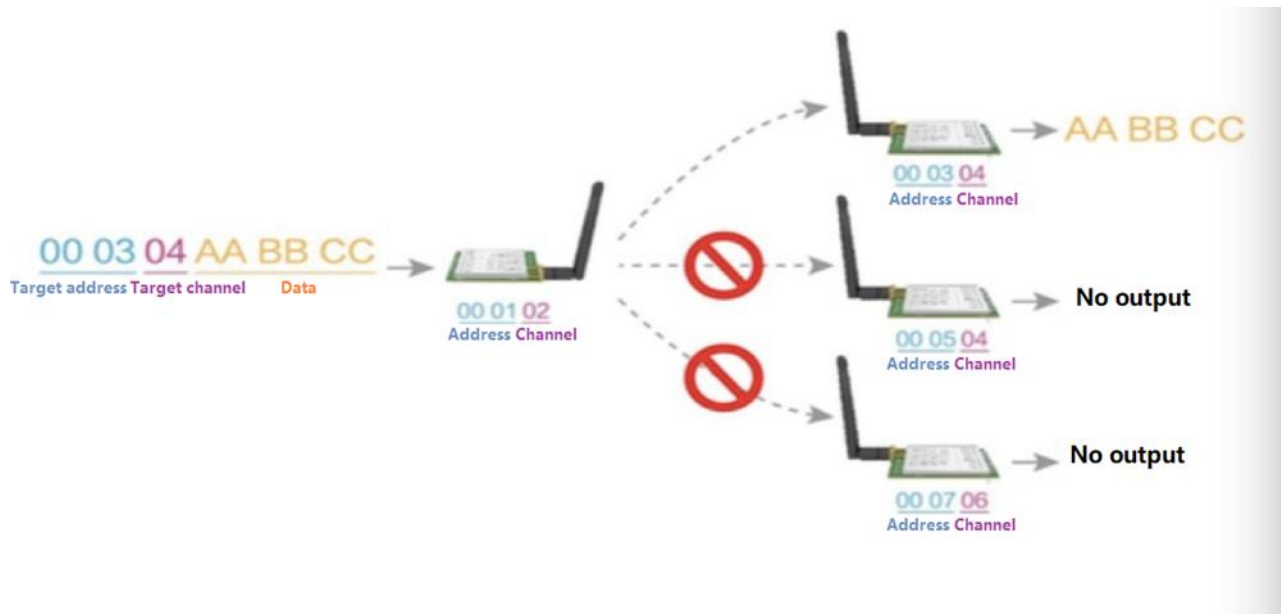 00 03 04 AA BB CC
Target address Target channel Data
00 01 02
Address Channel
AA BB CC
00 03 04
Address Channel
No output
00 05 04
Address Channel
No output
00 07 06
Address Channel